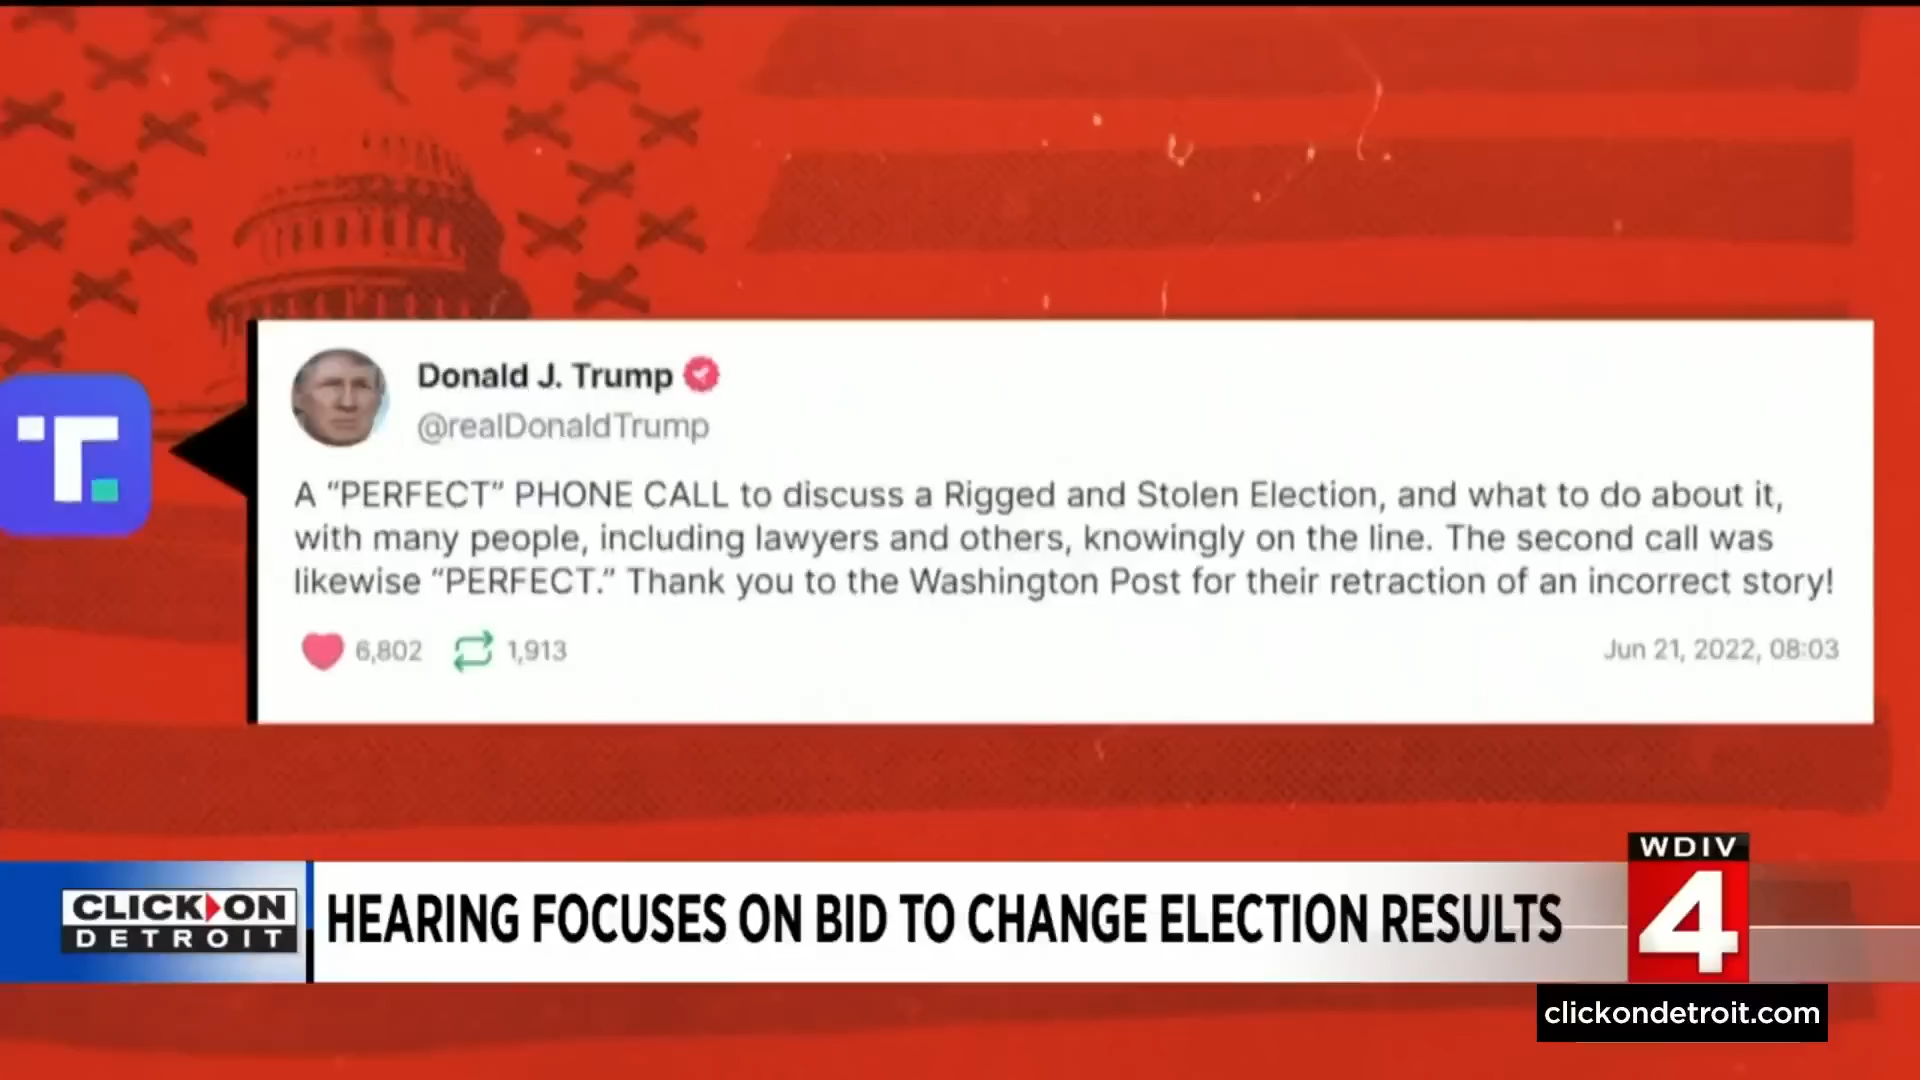 T.
Donald J. Trump
@realDonaldTrump
A “PERFECT” PHONE CALL to discuss a Rigged and Stolen Election, and what to do about it,
with many people, including lawyers and others, knowingly on the line. The second call was
likewise “PERFECT.” Thank you to the Washington Post for their retraction of an incorrect story!
6,802 1,913 Jun 21, 2022, 08:03
WDIV
4
CLICK ON
DETROIT
HEARING FOCUSES ON BID TO CHANGE ELECTION RESULTS
clickondetroit.com